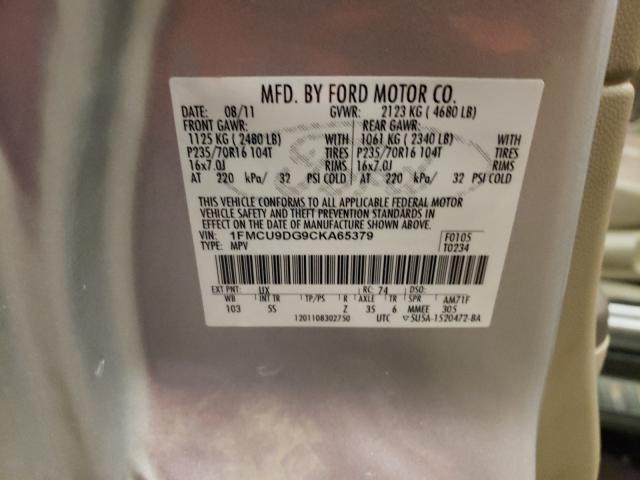 MFD. BY FORD MOTOR CO.
DATE: 08/11 GVWR: 2123 KG ( 4680 LB)
FRONT GAWR: REAR GAWR:
1125 KG ( 2480 LB) WITH 1061 KG ( 2340 LB) WITH
P235/70R16 104T TIRES P235/70R16 104T TIRES
16x7.0J RIMS 16x7.0J RIMS
AT 220 kPa/ 32 PSI COLD AT 220 kPa/ 32 PSI COLD
THIS VEHICLE CONFORMS TO ALL APPLICABLE FEDERAL MOTOR
VEHICLE SAFETY AND THEFT PREVENTION STANDARDS IN
EFFECT ON THE DATE OF MANUFACTURE SHOWN ABOVE.
VIN: 1FMCU9DG9CKA65379 F0105
TYPE: MPV T0234
EXT PNT: UX RC: 74 DSO:
WB INT TR TP/PS R AXLE TR SPR AM71F
103 5S Z 35 6 MMEE 305
1201108302750 UTC ▽SU5A-1520472-BA